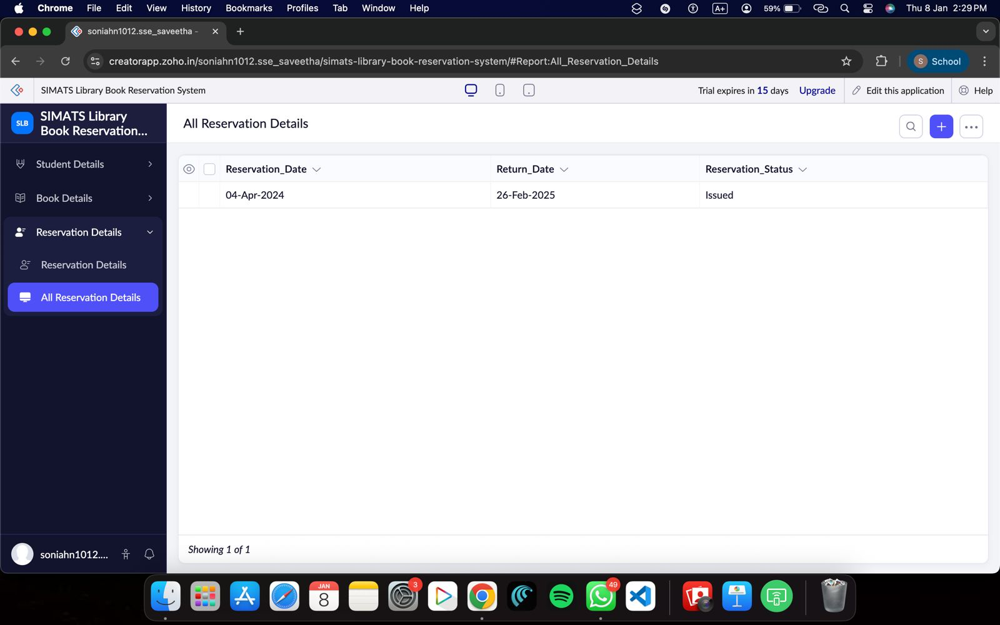 Chrome File Edit View History Bookmarks Profiles Tab Window Help A+ 59% Thu 8 Jan 2:29 PM
soniahn1012.sse_saveetha -
creatorapp.zoho.in/soniahn1012.sse_saveetha/simats-library-book-reservation-system/#Report:All_Reservation_Details S School
SIMATS Library Book Reservation System Trial expires in 15 days Upgrade Edit this application Help
SLB SIMATS Library
Book Reservation...
Student Details
Book Details
Reservation Details
Reservation Details
All Reservation Details
soniahn1012....
All Reservation Details
Reservation_Date Return_Date Reservation_Status
04-Apr-2024 26-Feb-2025 Issued
Showing 1 of 1
JAN
8
3
49